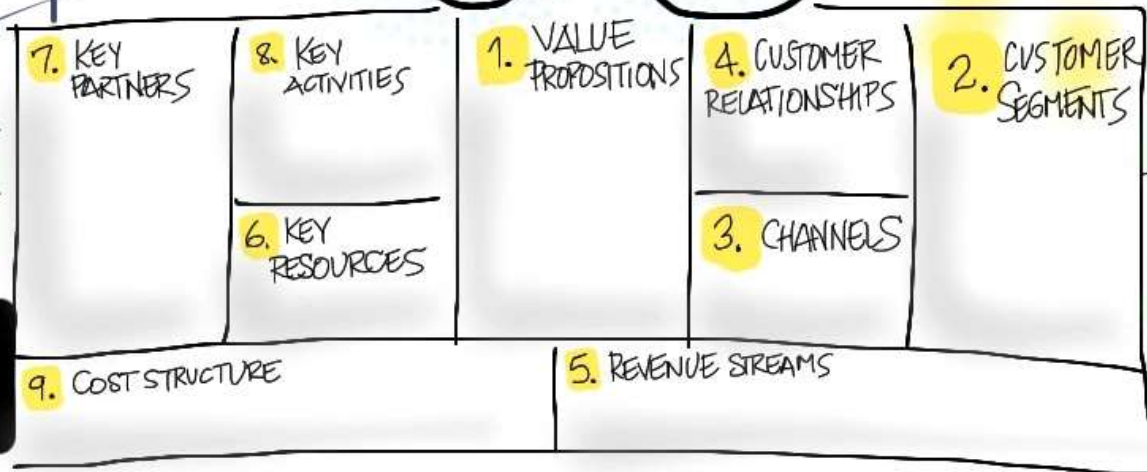 7. KEY
PARTNERS
8. KEY
ACTIVITIES
6. KEY
RESOURCES
1. VALUE
PROPOSITIONS
4. CUSTOMER
RELATIONSHIPS
3. CHANNELS
2. CUSTOMER
SEGMENTS
9. COST STRUCTURE
5. REVENUE STREAMS